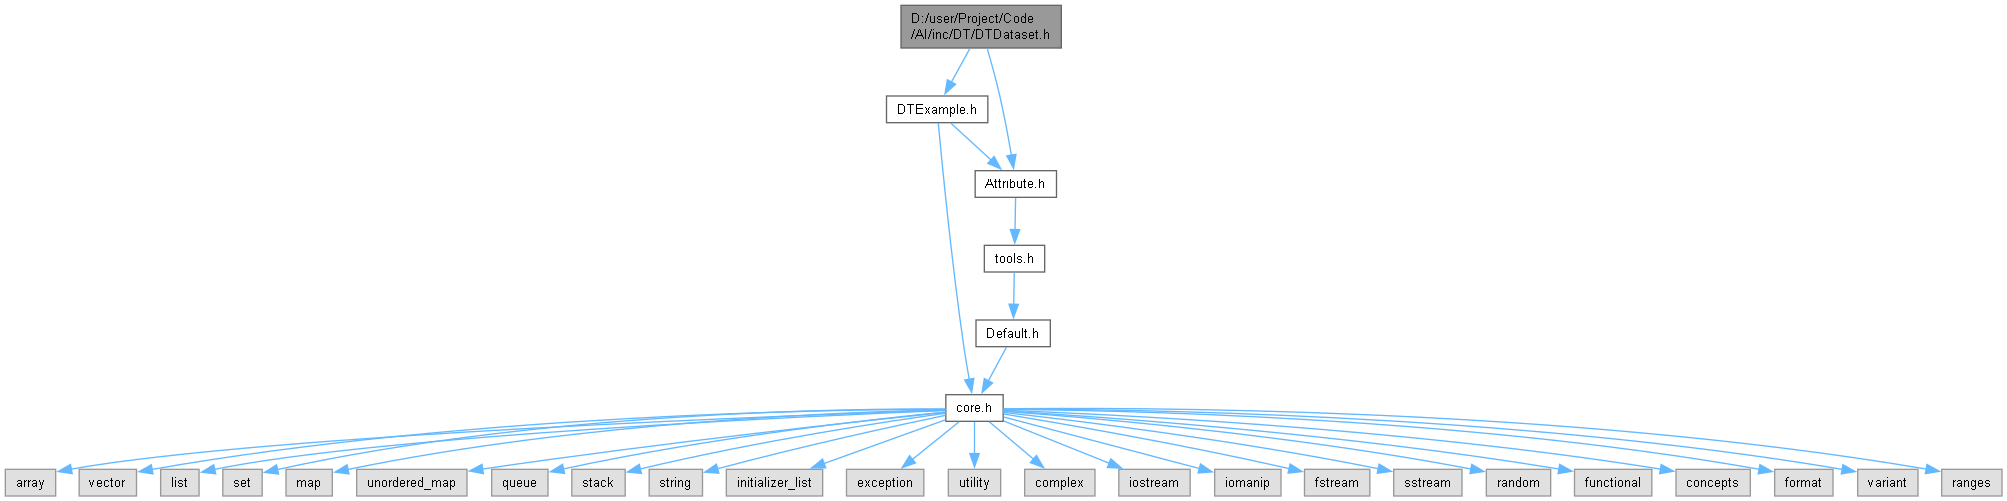 D:/user/Project/Code
/AI/inc/DT/DTDataset.h
DTExample.h
Attribute.h
tools.h
Default.h
core.h
array
vector
list
set
map
unordered_map
queue
stack
string
initializer_list
exception
utility
complex
iostream
iomanip
fstream
sstream
random
functional
concepts
format
variant
ranges